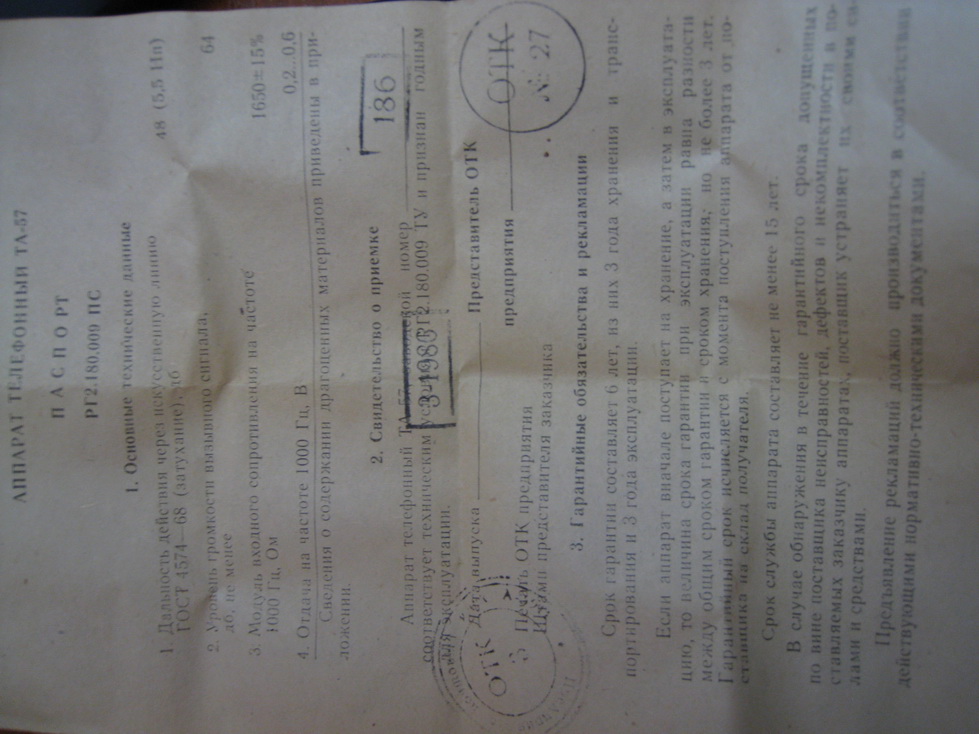 АППАРАТ ТЕЛЕФОННЫЙ ТА-57
ПАСПОРТ
РГ2.180.009 ПС
1. Основные технические данные
1. Дальность действия через искусственную линию
ГОСТ 4574—68 (затухание), дб 48 (5,5 Нп)
2. Уровень громкости вызывного сигнала,
дб, не менее 64
3. Модуль входного сопротивления на частоте
1000 Гц, Ом 1650±15%
4. Отдача на частоте 1000 Гц, В 0,2...0,6
Сведения о содержании драгоценных материалов приведены в при-
ложении.
2. Свидетельство о приемке
Аппарат телефонный ТА-57, заводской номер 186
соответствует техническим условиям РГ2.180.009 ТУ и признан годным
для эксплуатации.
3 1983
Дата выпуска Представитель ОТК
предприятия
ОТК
№ 27
Печать ОТК предприятия
Штамп представителя заказчика
ОТК
3
3. Гарантийные обязательства и рекламации
Срок гарантии составляет 6 лет, из них 3 года хранения и транс-
портирования и 3 года эксплуатации.
Если аппарат вначале поступает на хранение, а затем в эксплуата-
цию, то величина срока гарантии при эксплуатации равна разности
между общим сроком гарантии и сроком хранения; но не более 3 лет.
Гарантийный срок исчисляется с момента поступления аппарата от по-
ставщика на склад получателя.
Срок службы аппарата составляет не менее 15 лет.
В случае обнаружения в течение гарантийного срока допущенных
по вине поставщика неисправностей, дефектов и некомплектности в по-
ставляемых заказчику аппаратах, поставщик устраняет их своими си-
лами и средствами.
Предъявление рекламаций должно производиться в соответствии с
действующими нормативно-техническими документами.